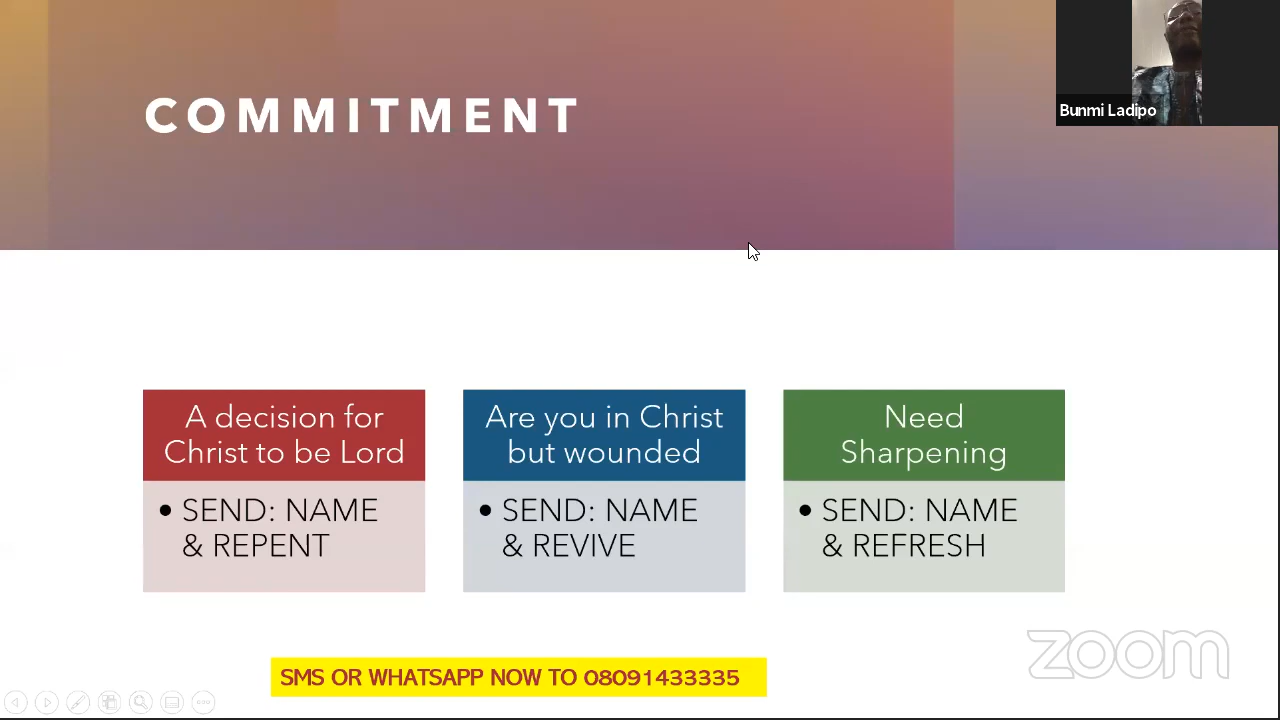 COMMITMENT
Bunmi Ladipo
A decision for
Christ to be Lord
• SEND: NAME
& REPENT
Are you in Christ
but wounded
• SEND: NAME
& REVIVE
Need
Sharpening
• SEND: NAME
& REFRESH
SMS OR WHATSAPP NOW TO 08091433335
zoom